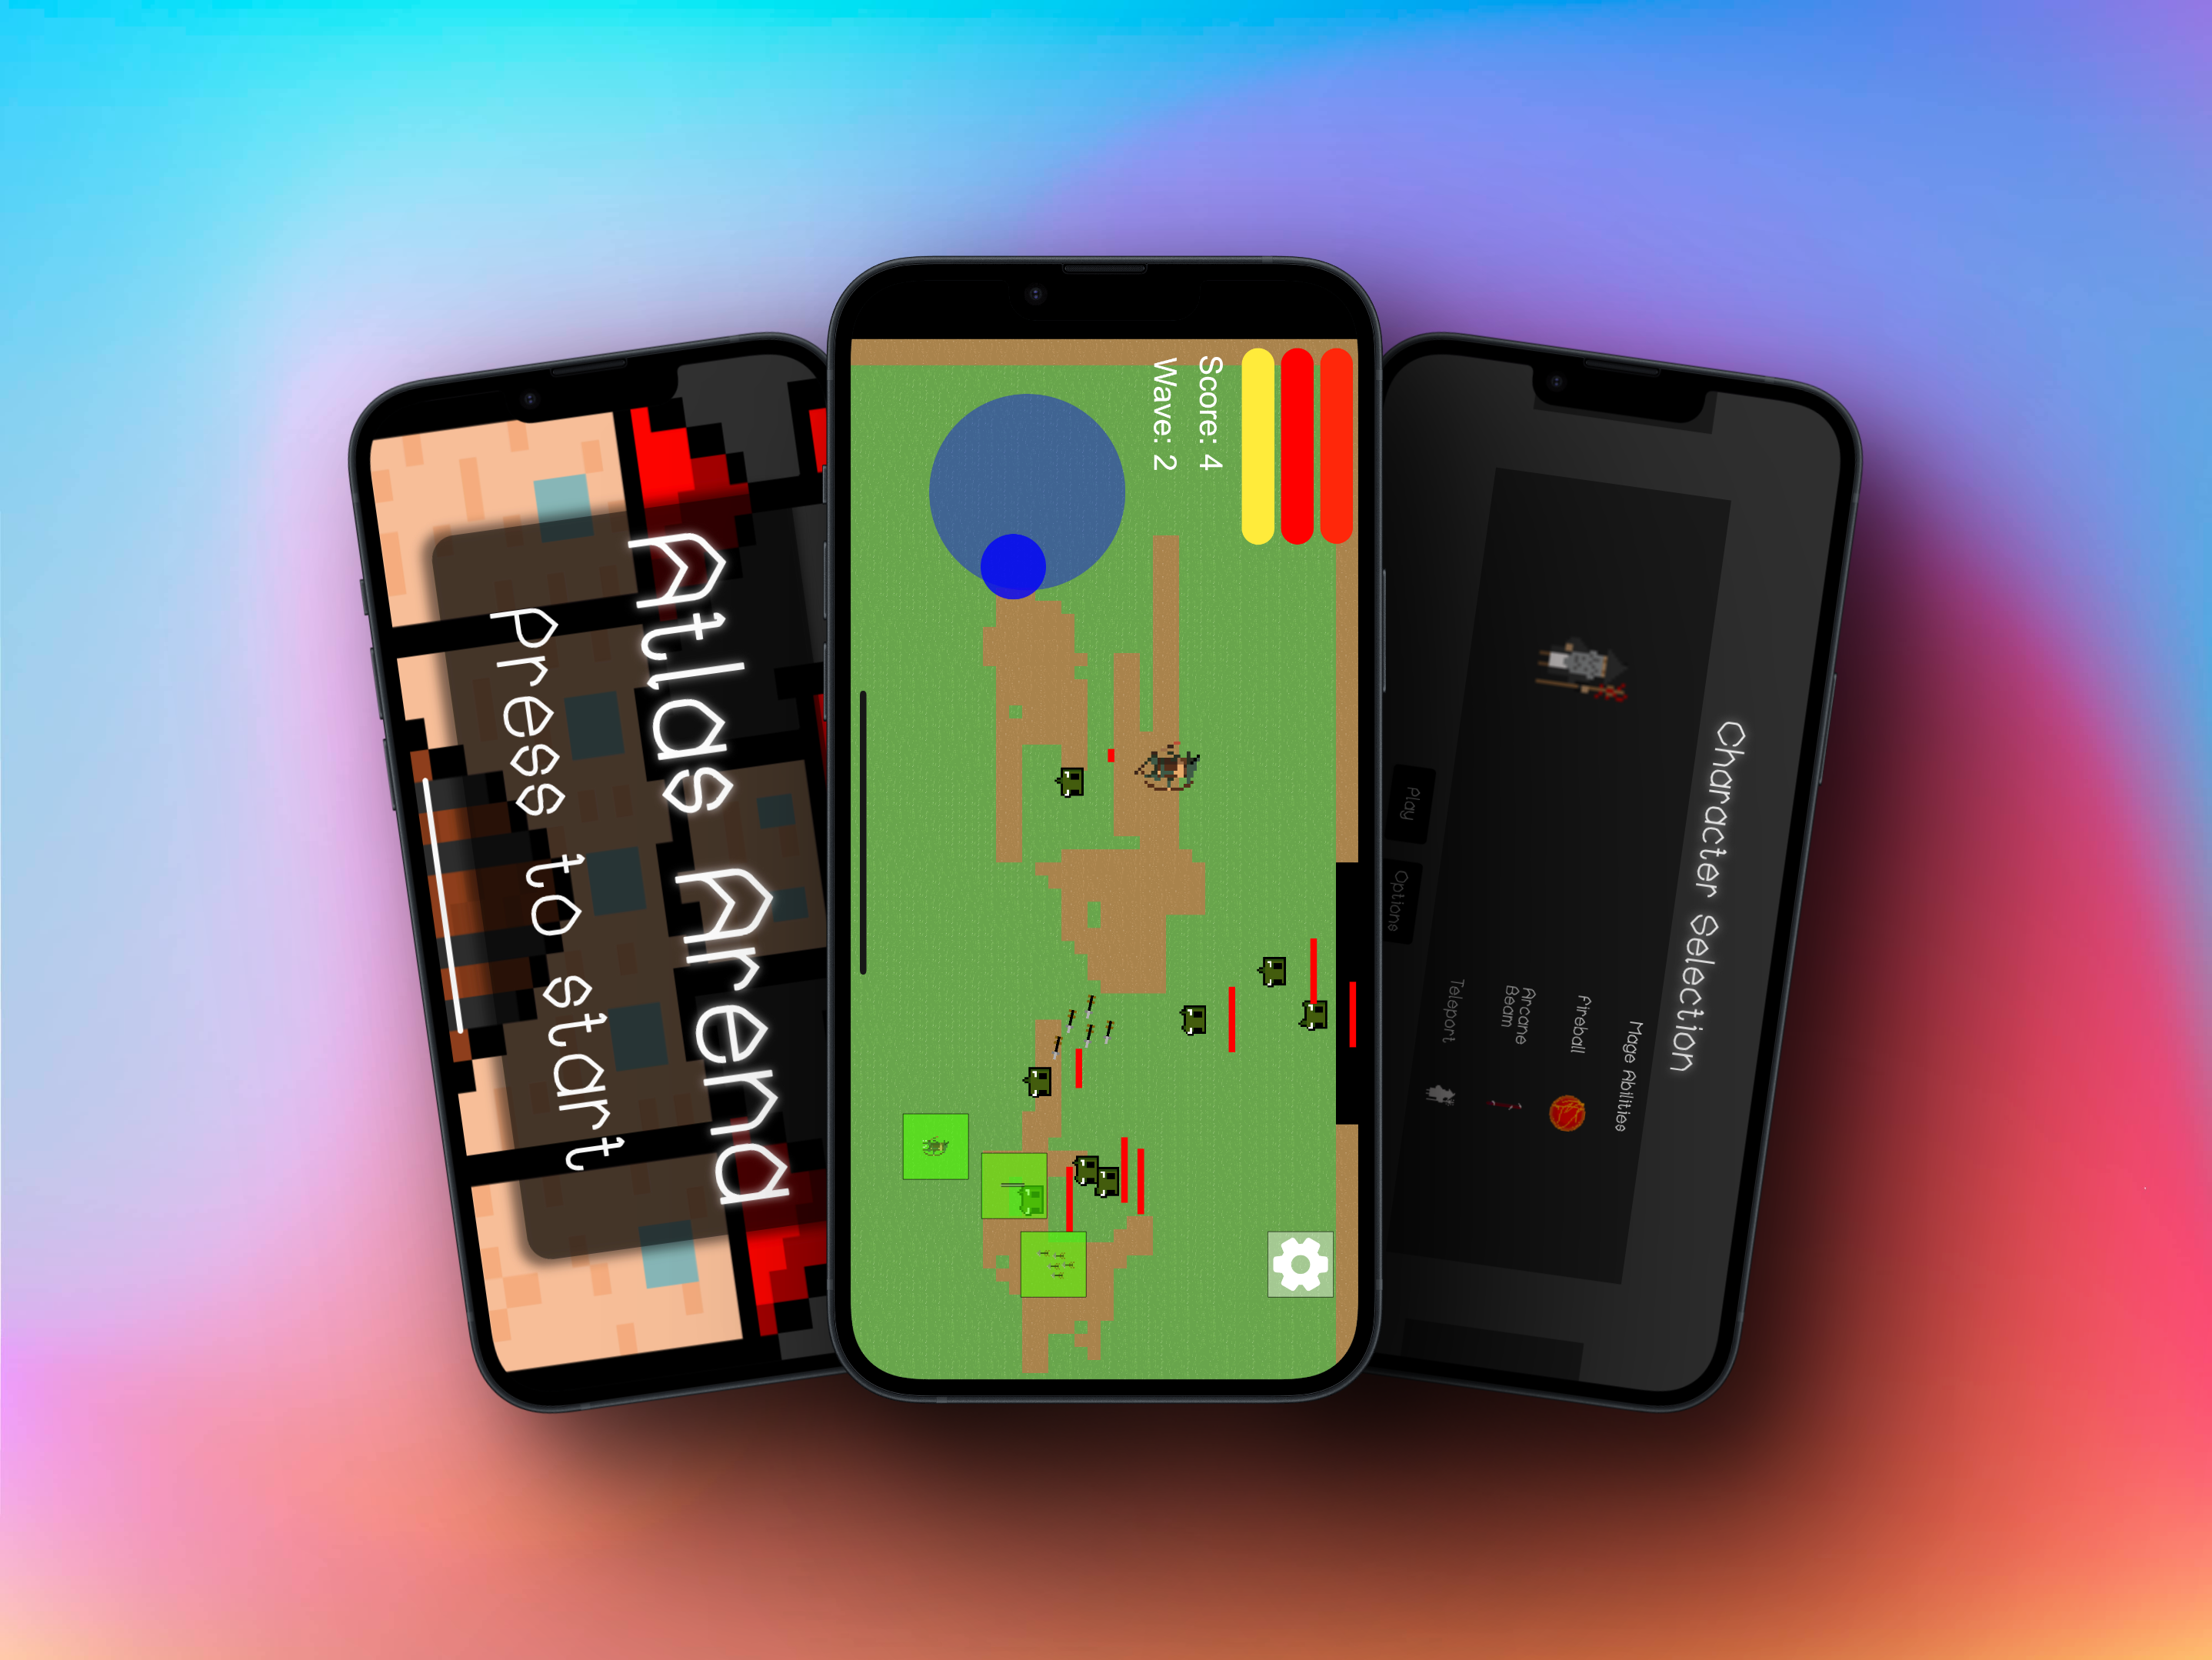 Atlas Arena
Press to start
Score: 4
Wave: 2
Character Selection
Mage Abilities
Fireball
Arcane
Beam
Teleport
Play
Options